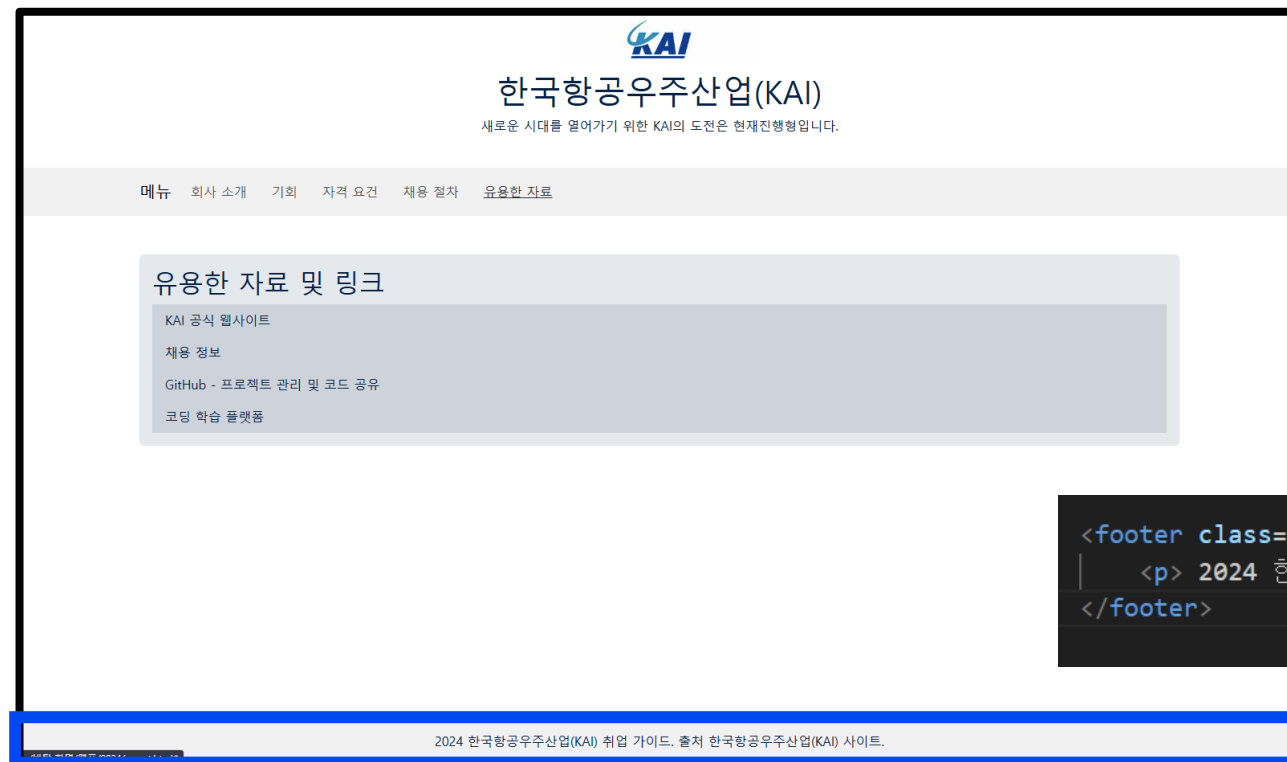 KAI
한국항공우주산업(KAI)
새로운 시대를 열어가기 위한 KAI의 도전은 현재진행형입니다.
메뉴 회사 소개 기회 자격 요건 채용 절차 유용한 자료
유용한 자료 및 링크
KAI 공식 웹사이트
채용 정보
GitHub - 프로젝트 관리 및 코드 공유
코딩 학습 플랫폼
<footer class=
<p> 2024 한
</footer>
2024 한국항공우주산업(KAI) 취업 가이드. 출처 한국항공우주산업(KAI) 사이트.